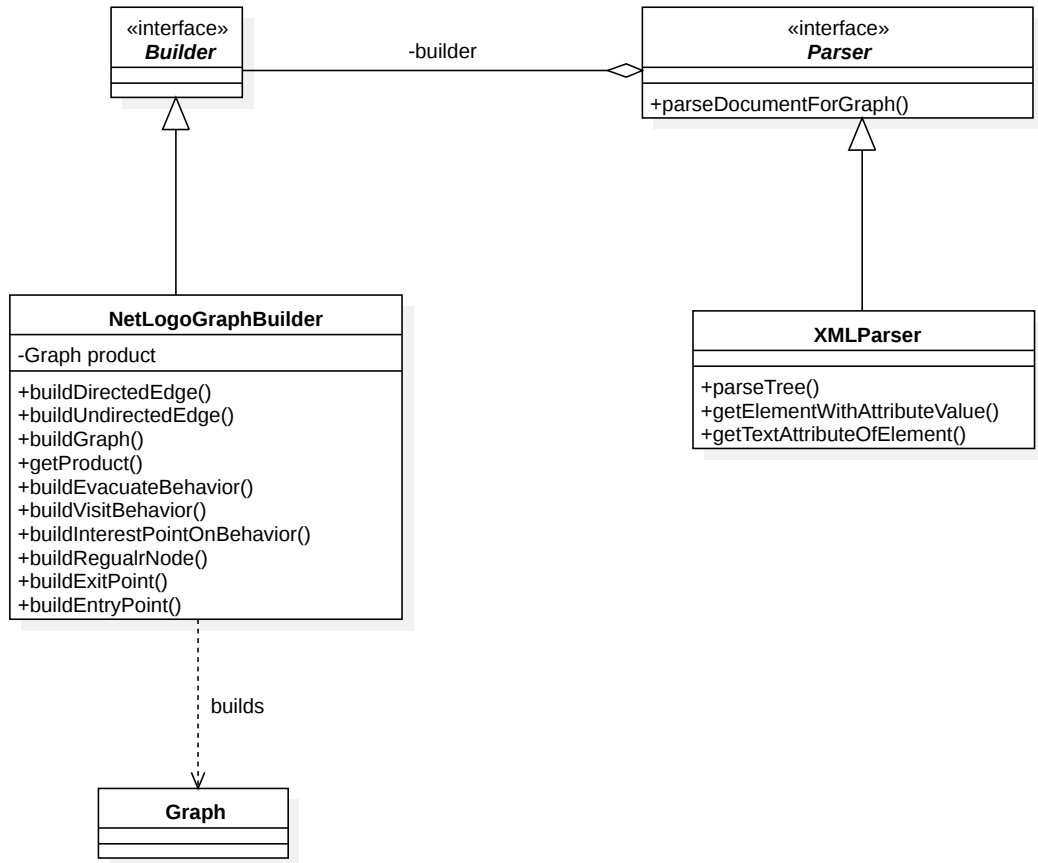 «interface»
Builder
-builder
«interface»
Parser
+parseDocumentForGraph()
NetLogoGraphBuilder
-Graph product
+buildDirectedEdge()
+buildUndirectedEdge()
+buildGraph()
+getProduct()
+buildEvacuateBehavior()
+buildVisitBehavior()
+buildInterestPointOnBehavior()
+buildRegualrNode()
+buildExitPoint()
+buildEntryPoint()
XMLParser
+parseTree()
+getElementWithAttributeValue()
+getTextAttributeOfElement()
builds
Graph